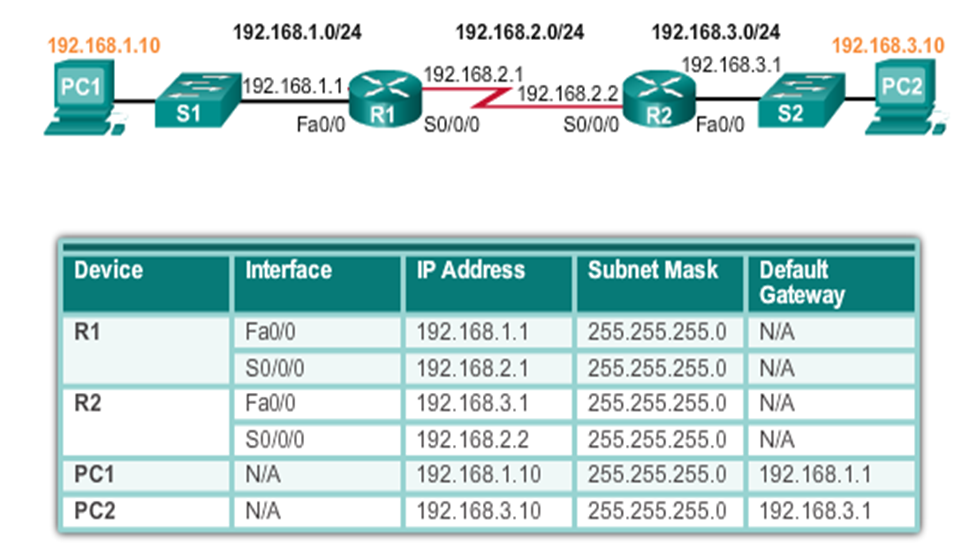 192.168.1.0/24 192.168.2.0/24 192.168.3.0/24
192.168.1.10 192.168.3.10
192.168.2.1 192.168.3.1
PC1 192.168.1.1 192.168.2.2 PC2
S1 R1 R2 S2
Fa0/0 S0/0/0 S0/0/0 Fa0/0
Device Interface IP Address Subnet Mask Default
Gateway
R1 Fa0/0 192.168.1.1 255.255.255.0 N/A
S0/0/0 192.168.2.1 255.255.255.0 N/A
R2 Fa0/0 192.168.3.1 255.255.255.0 N/A
S0/0/0 192.168.2.2 255.255.255.0 N/A
PC1 N/A 192.168.1.10 255.255.255.0 192.168.1.1
PC2 N/A 192.168.3.10 255.255.255.0 192.168.3.1